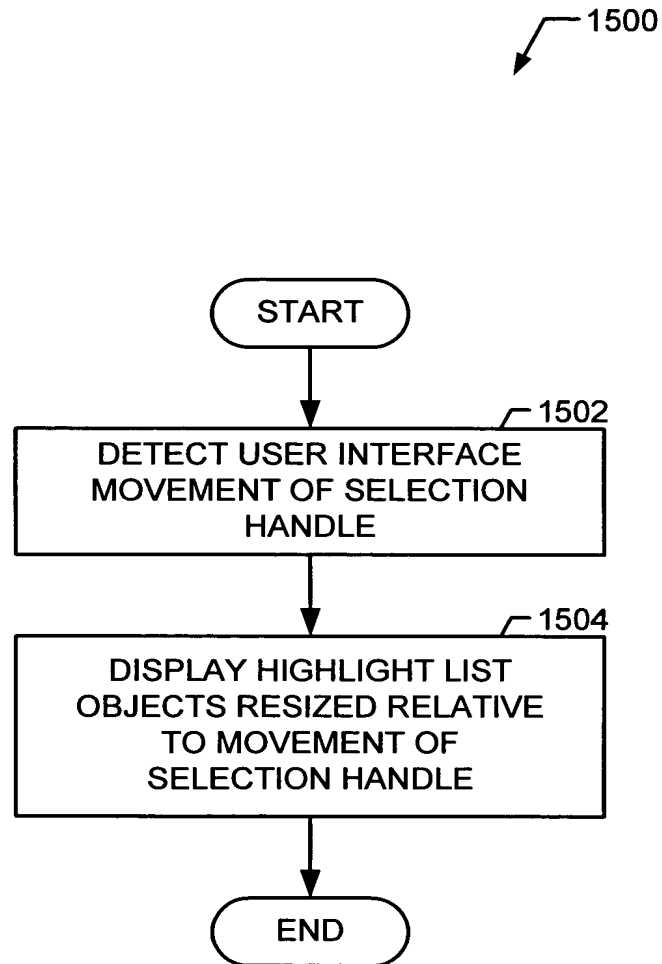 1500
START
1502
DETECT USER INTERFACE
MOVEMENT OF SELECTION
HANDLE
1504
DISPLAY HIGHLIGHT LIST
OBJECTS RESIZED RELATIVE
TO MOVEMENT OF
SELECTION HANDLE
END